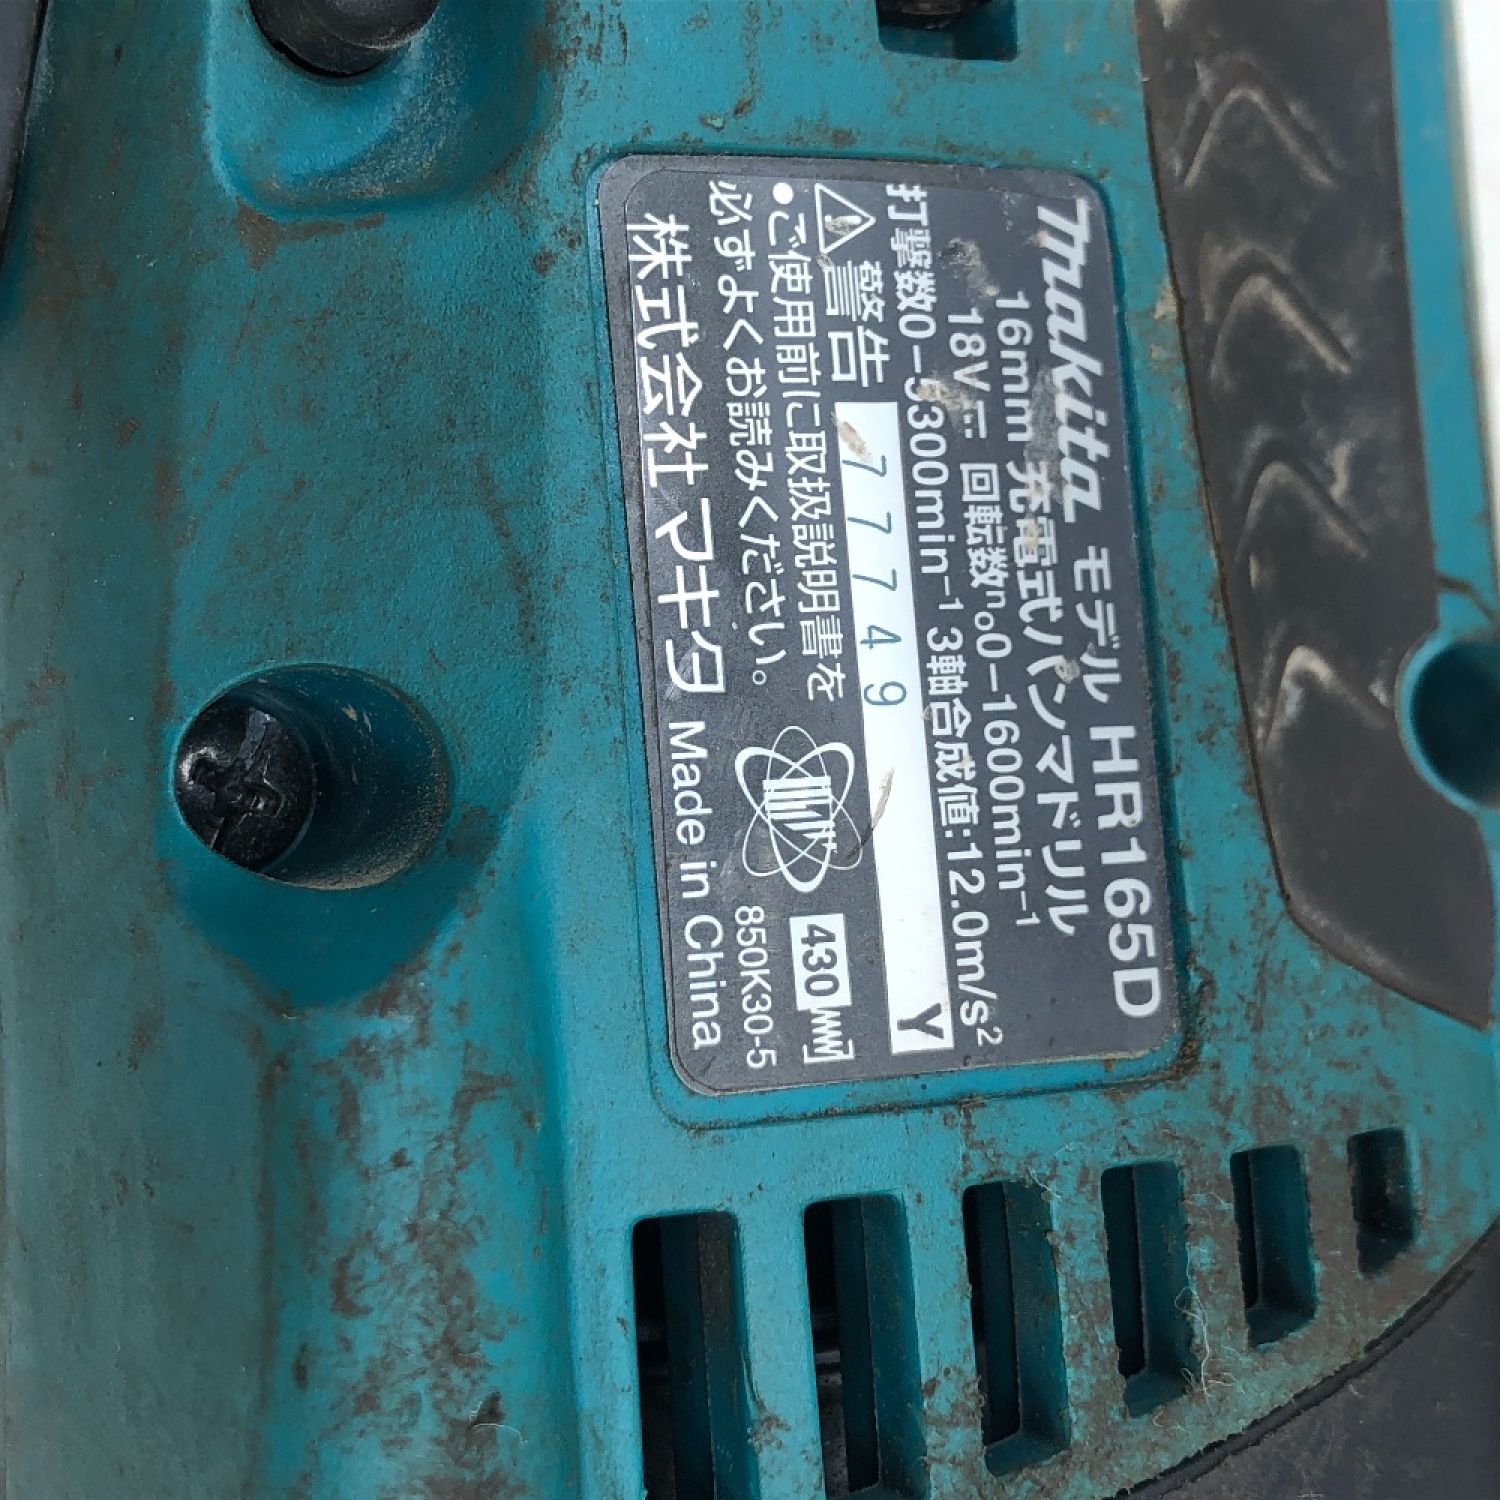 makita モデル HR165D
16mm 充電式ハンマドリル
18V 回転数n₀0-1600min⁻¹
打撃数0-5300min⁻¹ 3軸合成値:12.0m/s²
警告
77749 Y
●ご使用前に取扱説明書を
必ずよくお読みください。
430
850K30-5
株式会社マキタ Made in China